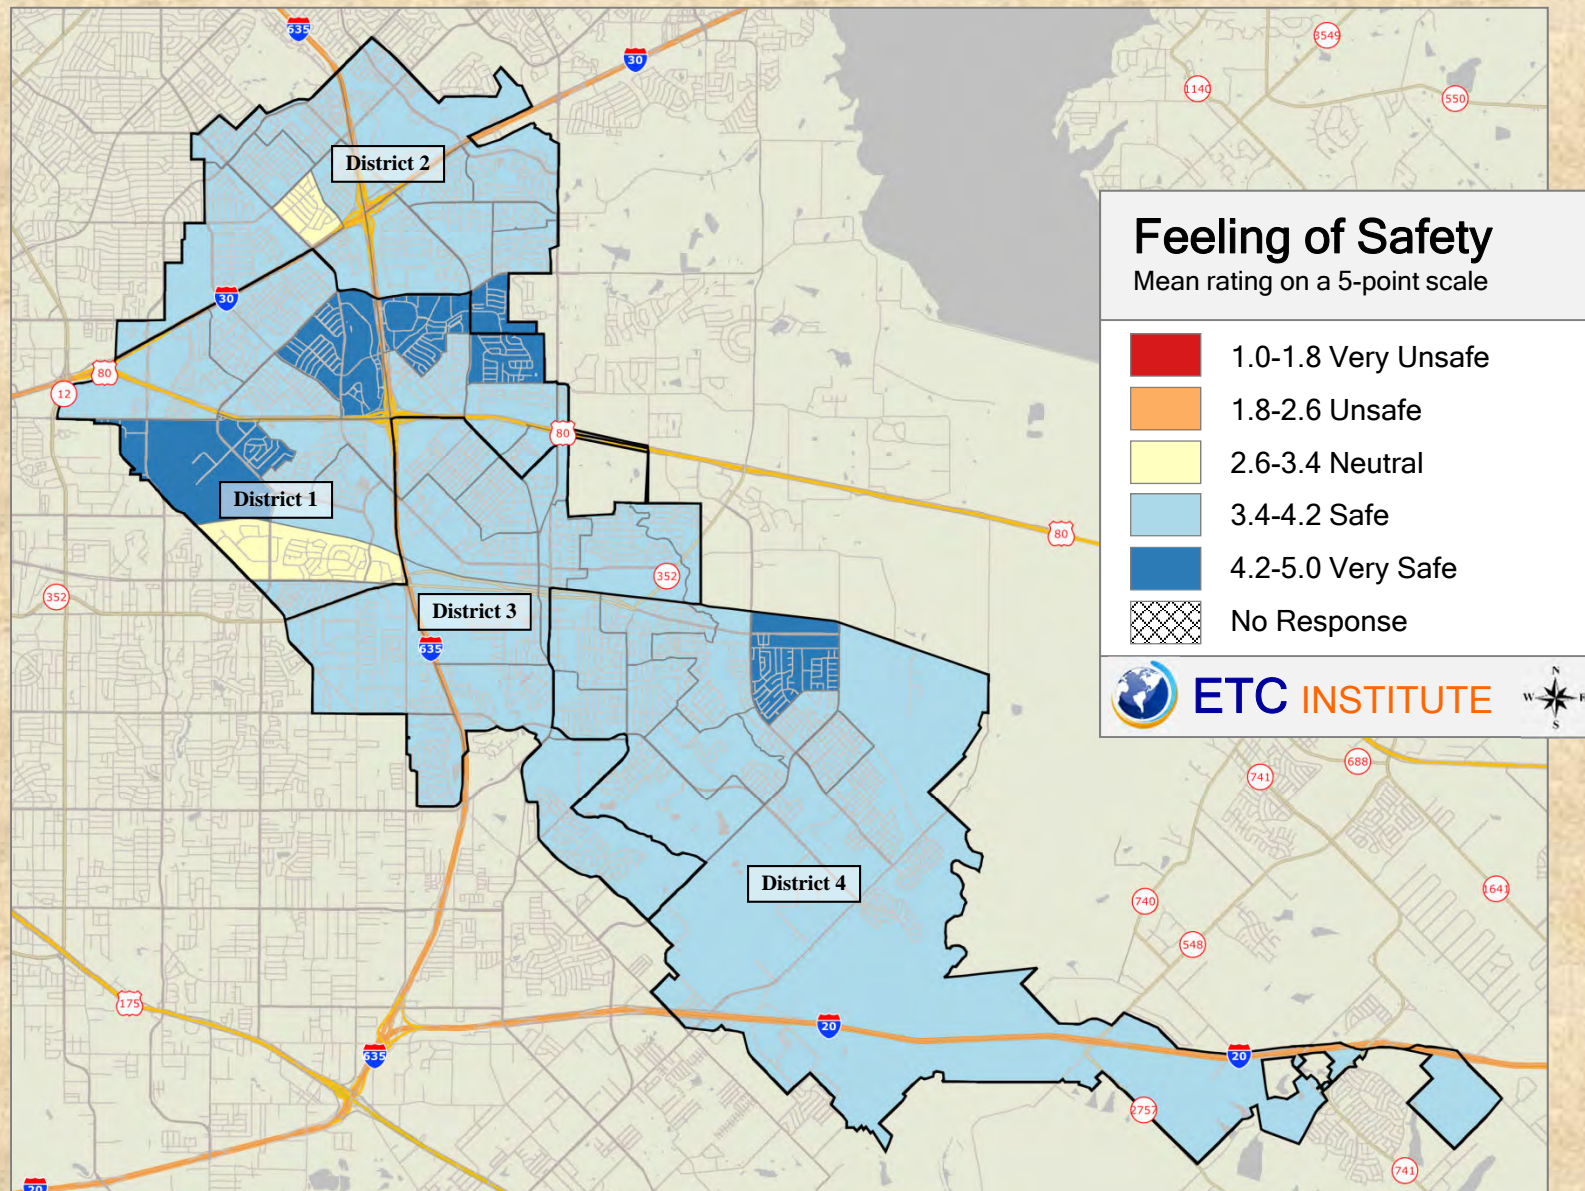 635
30
3549
1140
550
District 2
30
80
12
Feeling of Safety
Mean rating on a 5-point scale
1.0-1.8 Very Unsafe
1.8-2.6 Unsafe
2.6-3.4 Neutral
3.4-4.2 Safe
4.2-5.0 Very Safe
No Response
ETC INSTITUTE
N
W
E
S
80
District 1
80
352
352
District 3
635
688
741
District 4
1641
740
548
175
20
635
20
2757
741
20